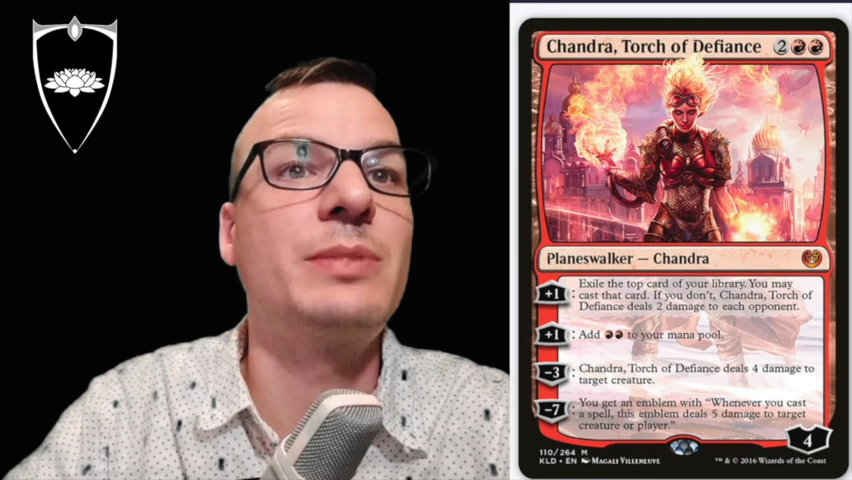 Chandra, Torch of Defiance 2
Planeswalker — Chandra
+1 : Exile the top card of your library. You may
cast that card. If you don't, Chandra, Torch of
Defiance deals 2 damage to each opponent.
+1 : Add to your mana pool.
-3 : Chandra, Torch of Defiance deals 4 damage to
target creature.
-7 : You get an emblem with “Whenever you cast
a spell, this emblem deals 5 damage to target
creature or player.”
4
110/264 M
KLD • EN Magali Villeneuve ™ & © 2016 Wizards of the Coast